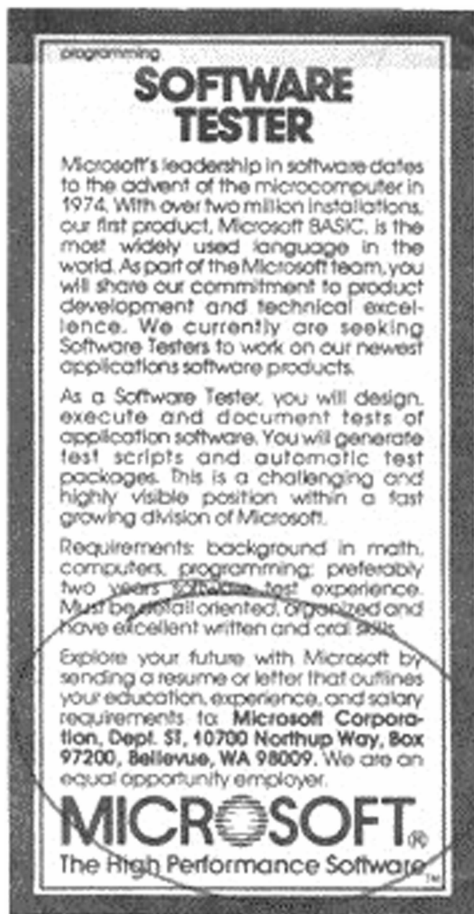 programming
SOFTWARE
TESTER
Microsoft's leadership in software dates
to the advent of the microcomputer in
1974. With over two million installations,
our first product, Microsoft BASIC, is the
most widely used language in the
world. As part of the Microsoft team, you
will share our commitment to product
development and technical excel-
lence. We currently are seeking
Software Testers to work on our newest
applications software products.
As a Software Tester, you will design,
execute and document tests of
application software. You will generate
test scripts and automatic test
packages. This is a challenging and
highly visible position within a fast
growing division of Microsoft.
Requirements: background in math,
computers, programming; preferably
two years software test experience.
Must be detail oriented, organized and
have excellent written and oral skills.
Explore your future with Microsoft by
sending a resume or letter that outlines
your education, experience, and salary
requirements to: Microsoft Corpora-
tion, Dept. ST, 10700 Northup Way, Box
97200, Bellevue, WA 98009. We are an
equal opportunity employer.
MICROSOFT®
The High Performance Software™